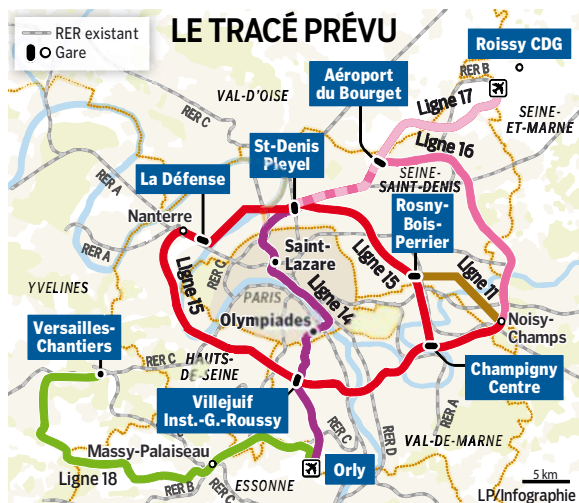 LE TRACÉ PRÉVU
RER existant
Gare
Roissy CDG
RER B
Aéroport
du Bourget
Ligne 17
VAL-D'OISE
RER C
SEINE-
ET-MARNE
Ligne 16
St-Denis
Pleyel
RER A
La Défense
SEINE-
SAINT-DENIS
Rosny-
Bois-
Perrier
Nanterre
RER A
Saint-
Lazare
RER C
Ligne 15
Ligne 15
Ligne 11
YVELINES
PARIS
Ligne 14
Olympiades
Noisy-
Champs
Versailles-
Chantiers
RER C
HAUTS-
DE-SEINE
Champigny
Centre
Villejuif
Inst.-G.-Roussy
RER A
RER C
RER D
VAL-DE-MARNE
Massy-Palaiseau
Ligne 18
RER B
RER C
ESSONNE
Orly
5 km
LP/Infographie